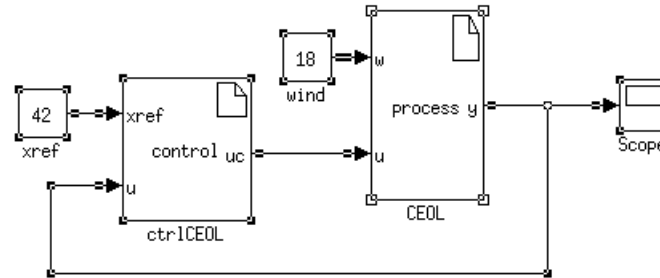 18
w
wind
42
xref
xref
control
uc
u
ctrlCEOL
process
y
u
CEOL
Scope